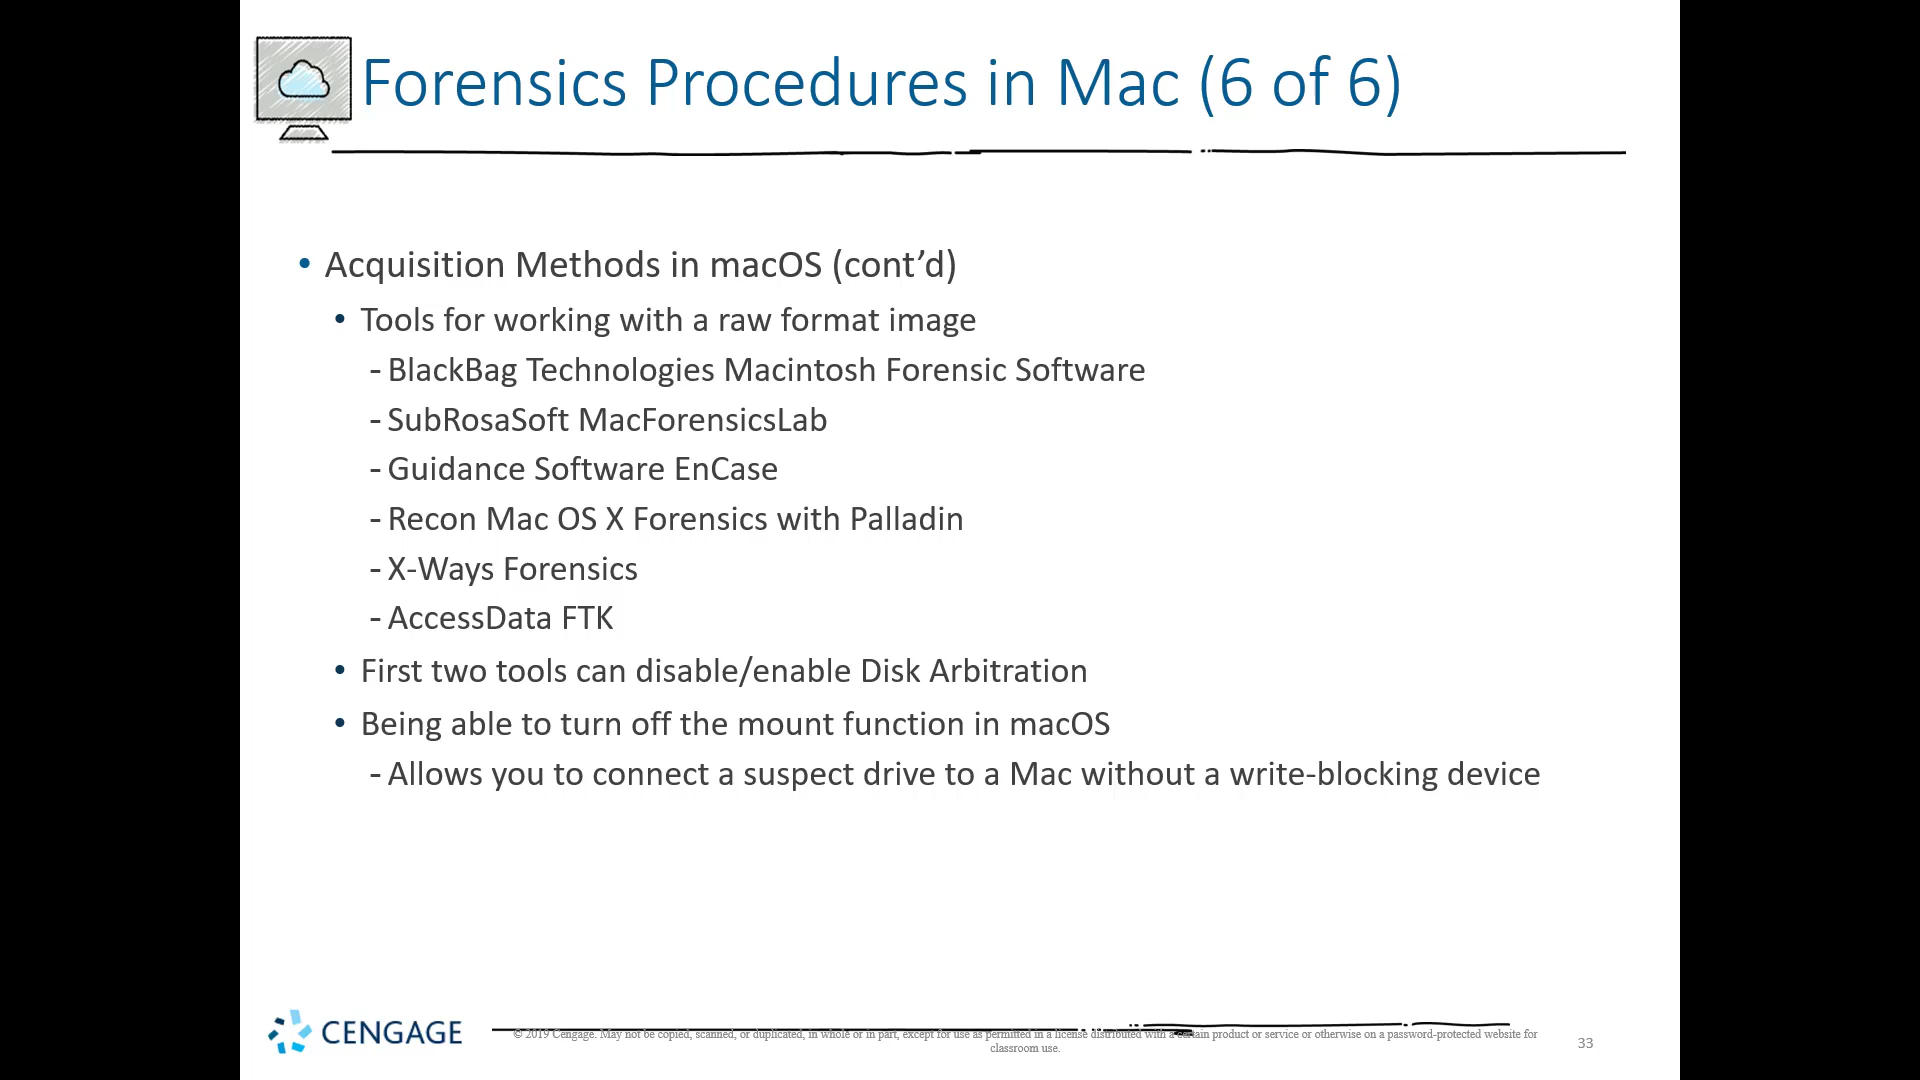 Forensics Procedures in Mac (6 of 6)
• Acquisition Methods in macOS (cont’d)
• Tools for working with a raw format image
- BlackBag Technologies Macintosh Forensic Software
- SubRosaSoft MacForensicsLab
- Guidance Software EnCase
- Recon Mac OS X Forensics with Palladin
- X-Ways Forensics
- AccessData FTK
• First two tools can disable/enable Disk Arbitration
• Being able to turn off the mount function in macOS
- Allows you to connect a suspect drive to a Mac without a write-blocking device
CENGAGE
© 2019 Cengage. May not be copied, scanned, or duplicated, in whole or in part, except for use as permitted in a license distributed with a certain product or service or otherwise on a password-protected website for
classroom use.
33